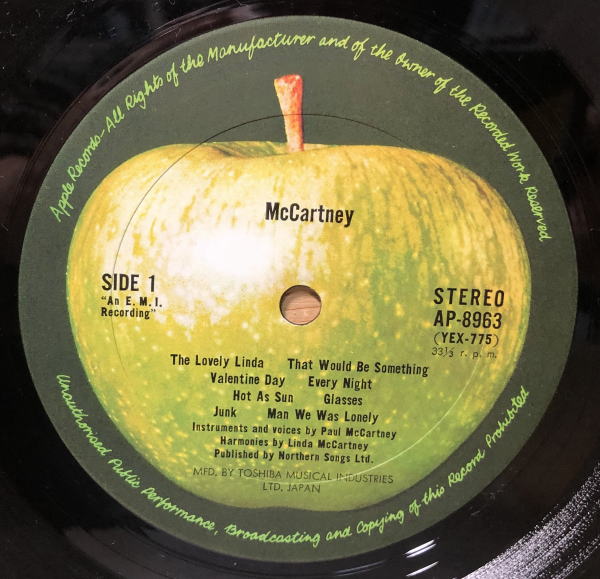 Apple Records-All Rights of the Manufacturer and of the Owner of the Recorded Work Reserved
McCartney
SIDE 1
"An E. M. I.
Recording"
STEREO
AP-8963
(YEX-775)
33⅓ r. p. m.
The Lovely Linda That Would Be Something
Valentine Day Every Night
Hot As Sun Glasses
Junk Man We Was Lonely
Instruments and voices by Paul McCartney
Harmonies by Linda McCartney
Published by Northern Songs Ltd.
MFD. BY TOSHIBA MUSICAL INDUSTRIES
LTD. JAPAN
Unauthorised Public Performance, Broadcasting and Copying of this Record Prohibited